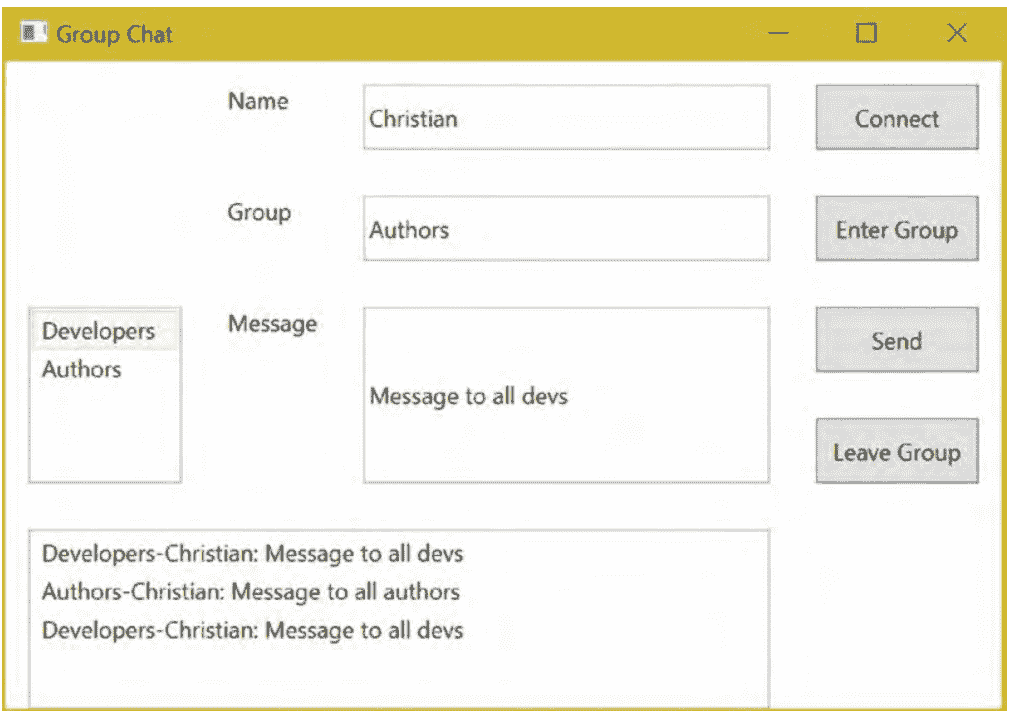 Group Chat
Name
Christian
Connect
Group
Authors
Enter Group
Developers
Authors
Message
Message to all devs
Send
Leave Group
Developers-Christian: Message to all devs
Authors-Christian: Message to all authors
Developers-Christian: Message to all devs